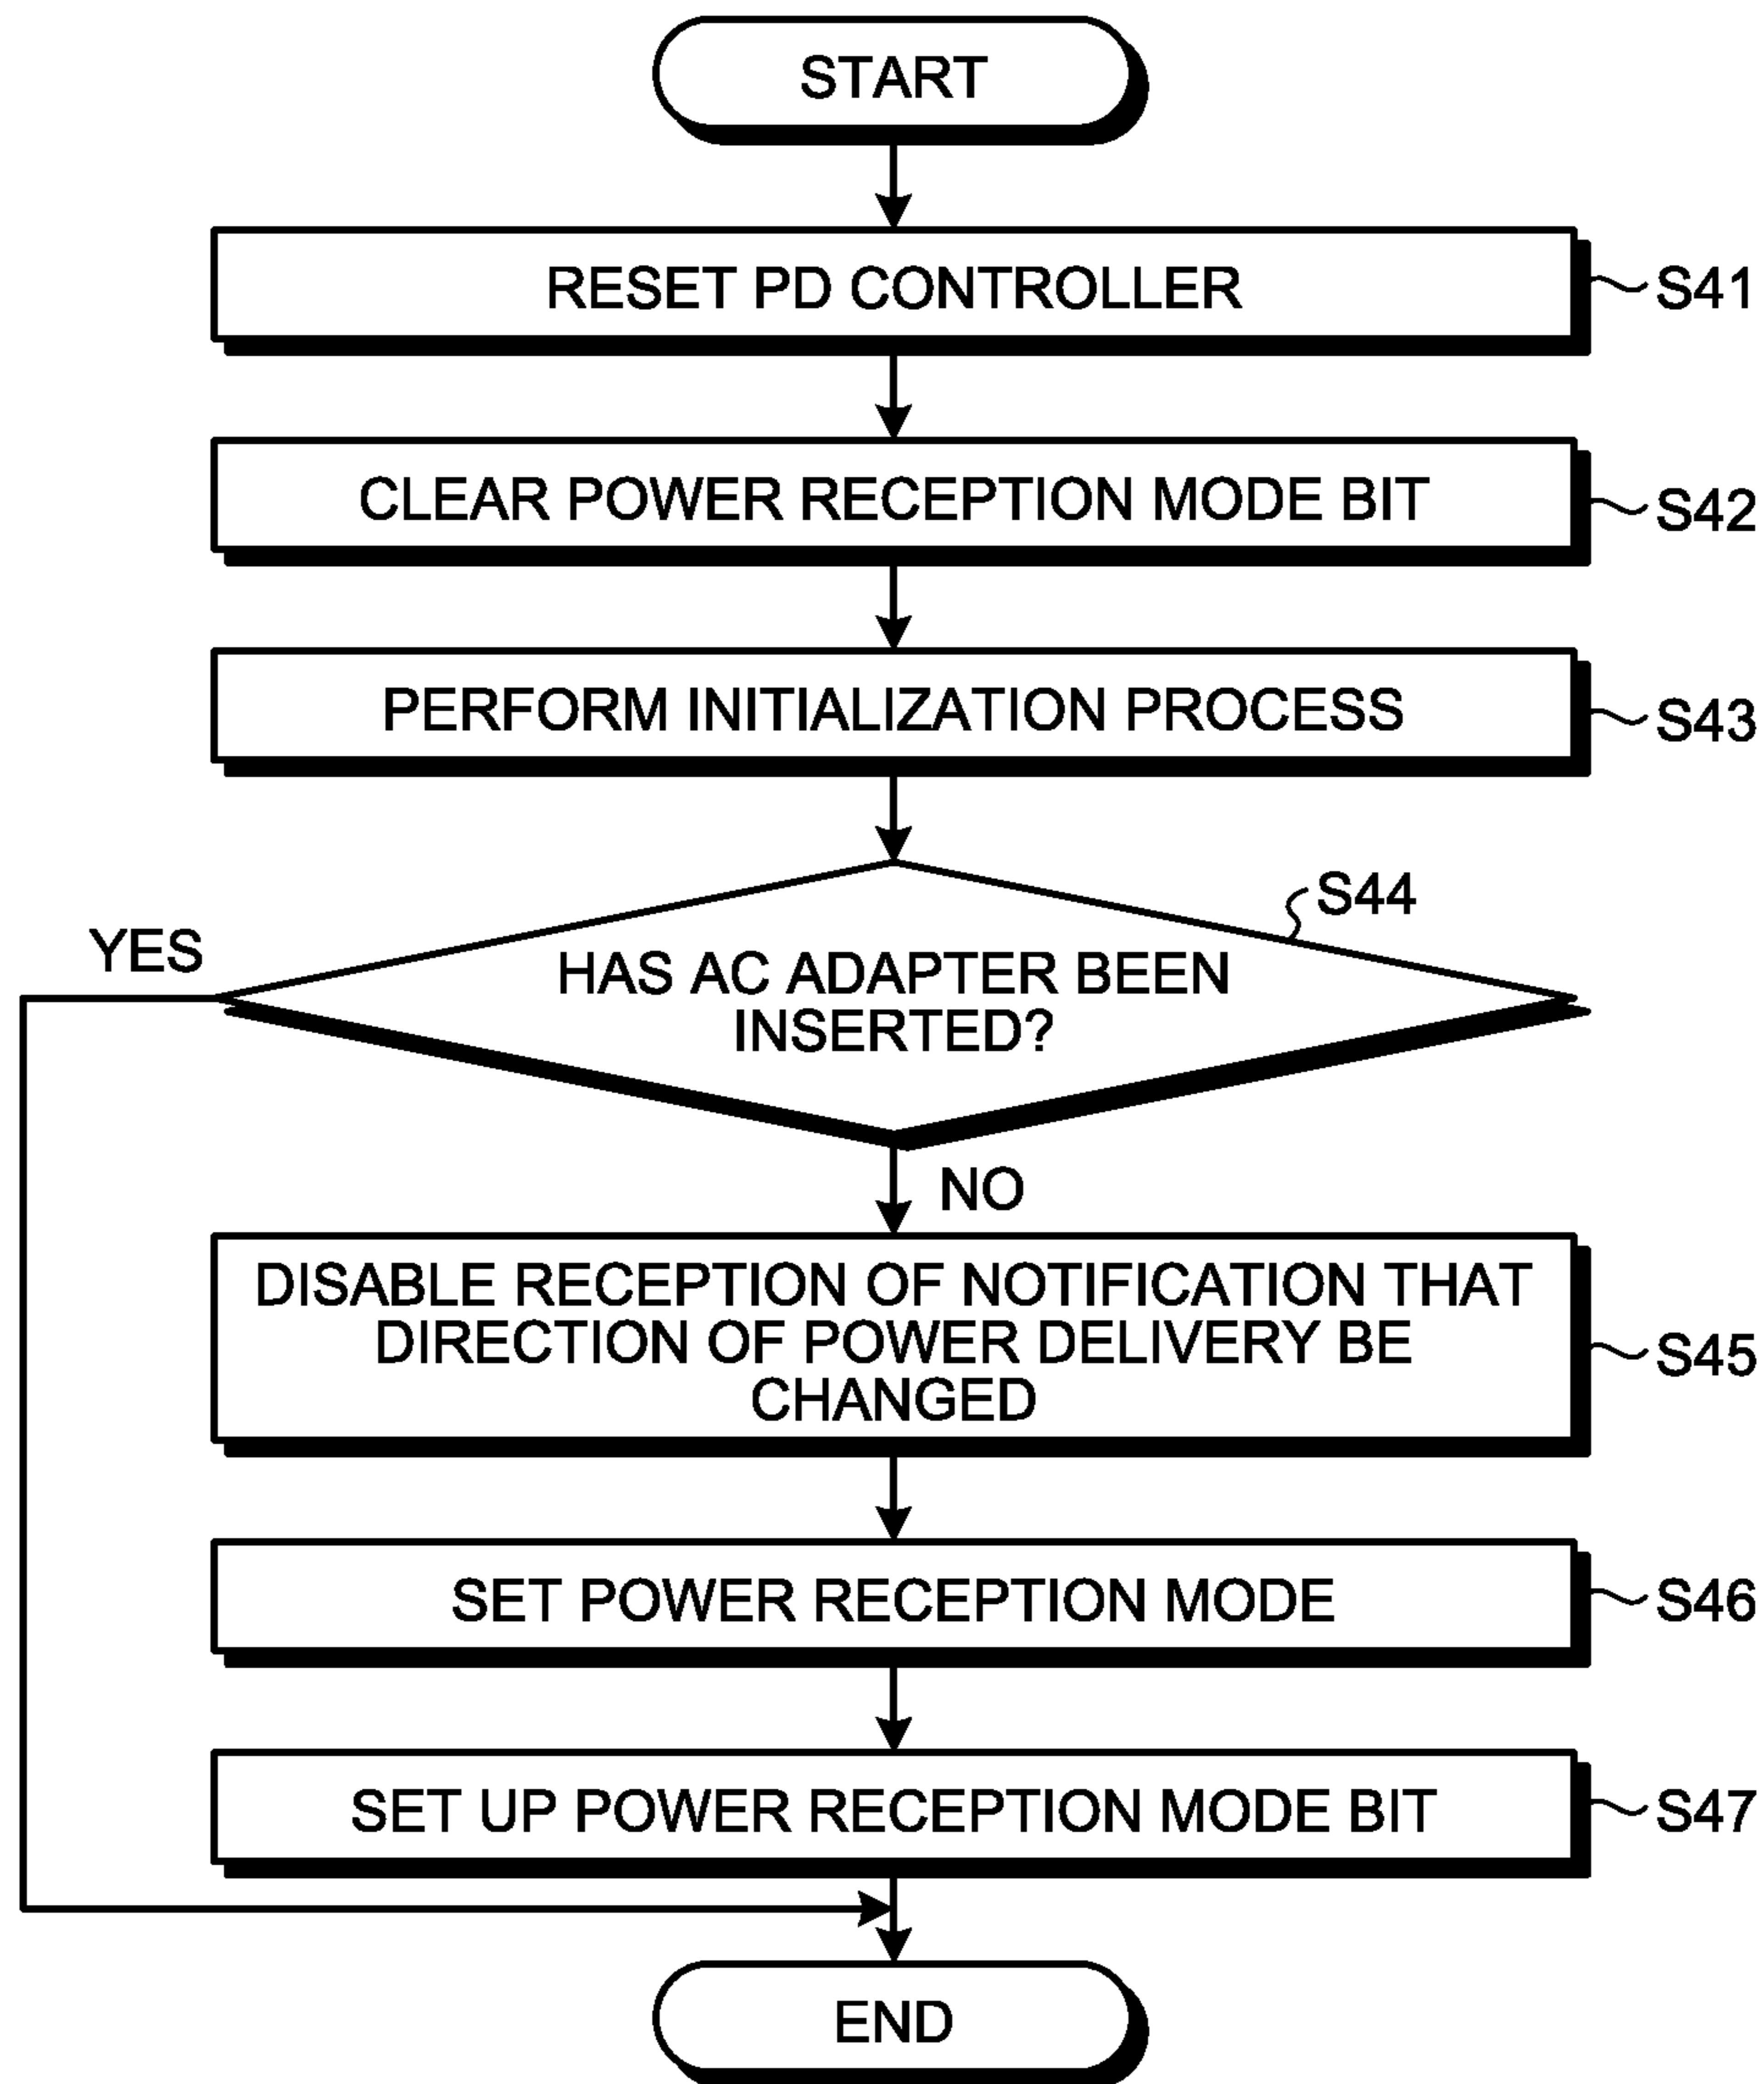 START
RESET PD CONTROLLER
S41
CLEAR POWER RECEPTION MODE BIT
S42
PERFORM INITIALIZATION PROCESS
S43
S44
YES
HAS AC ADAPTER BEEN
INSERTED?
NO
DISABLE RECEPTION OF NOTIFICATION THAT
DIRECTION OF POWER DELIVERY BE
CHANGED
S45
SET POWER RECEPTION MODE
S46
SET UP POWER RECEPTION MODE BIT
S47
END